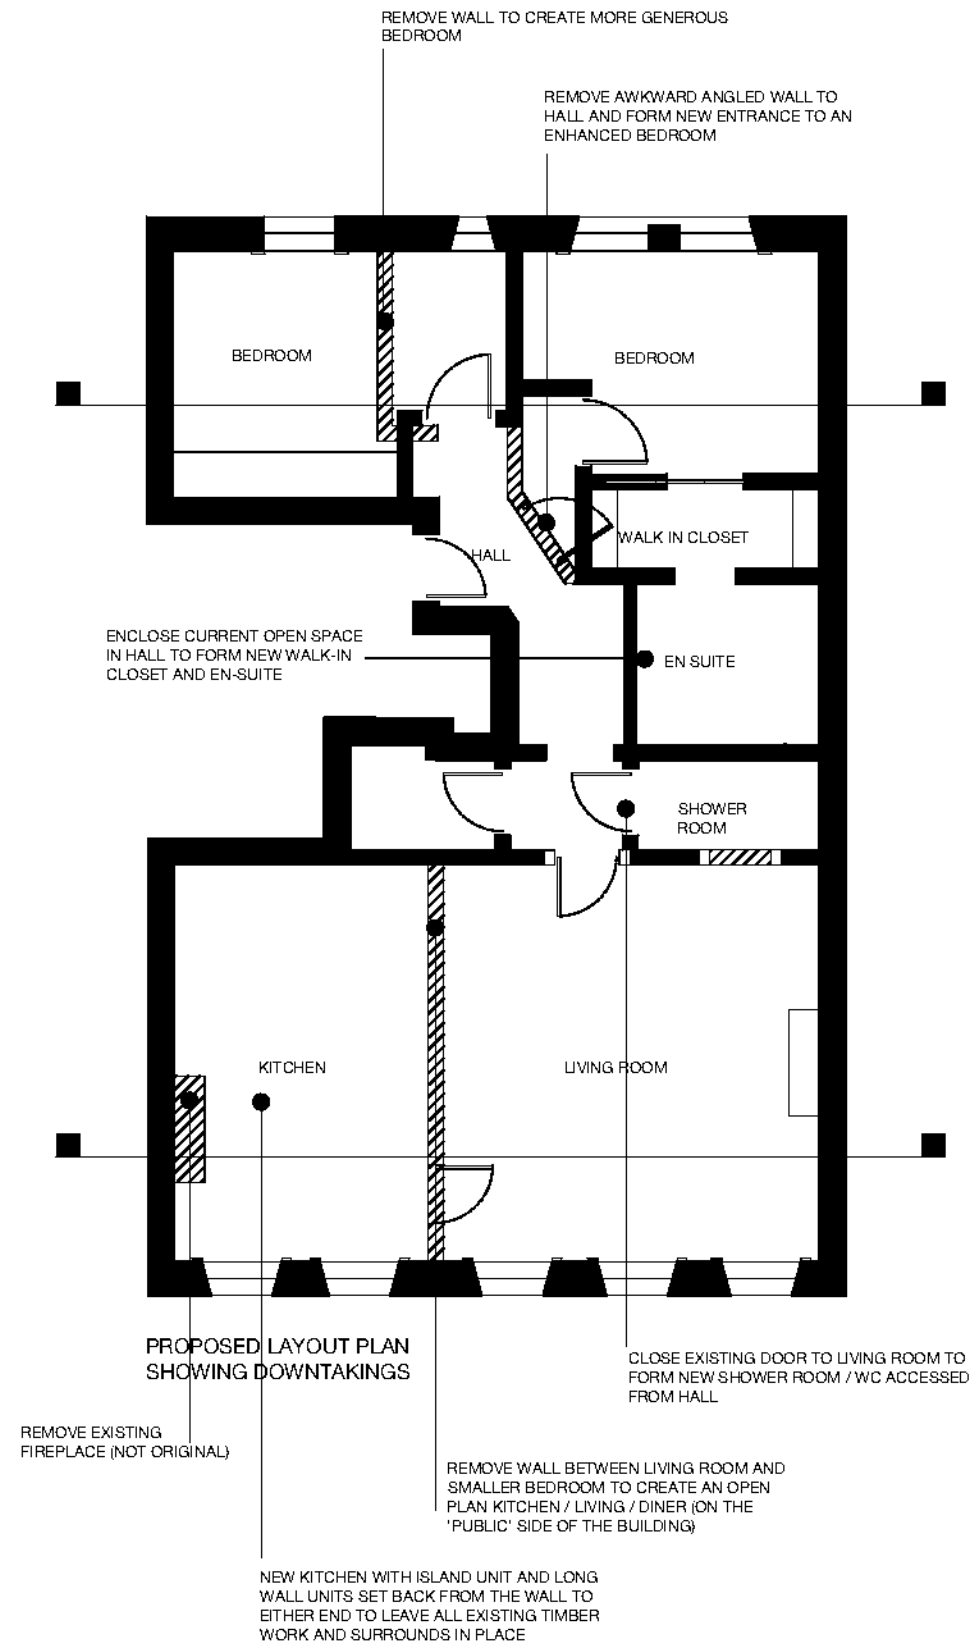 REMOVE WALL TO CREATE MORE GENEROUS
BEDROOM
REMOVE AWKWARD ANGLED WALL TO
HALL AND FORM NEW ENTRANCE TO AN
ENHANCED BEDROOM
BEDROOM
BEDROOM
WALK IN CLOSET
HALL
ENCLOSE CURRENT OPEN SPACE
IN HALL TO FORM NEW WALK-IN
CLOSET AND EN-SUITE
EN SUITE
SHOWER
ROOM
KITCHEN
LIVING ROOM
PROPOSED LAYOUT PLAN
SHOWING DOWNTAKINGS
CLOSE EXISTING DOOR TO LIVING ROOM TO
FORM NEW SHOWER ROOM / WC ACCESSED
FROM HALL
REMOVE EXISTING
FIREPLACE (NOT ORIGINAL)
REMOVE WALL BETWEEN LIVING ROOM AND
SMALLER BEDROOM TO CREATE AN OPEN
PLAN KITCHEN / LIVING / DINER (ON THE
'PUBLIC' SIDE OF THE BUILDING)
NEW KITCHEN WITH ISLAND UNIT AND LONG
WALL UNITS SET BACK FROM THE WALL TO
EITHER END TO LEAVE ALL EXISTING TIMBER
WORK AND SURROUNDS IN PLACE